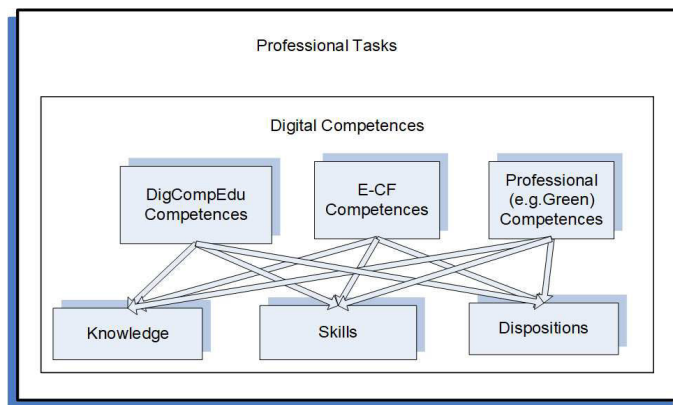 Professional Tasks
Digital Competences
DigCompEdu
Competences
E-CF
Competences
Professional
(e.g.Green)
Competences
Knowledge
Skills
Dispositions